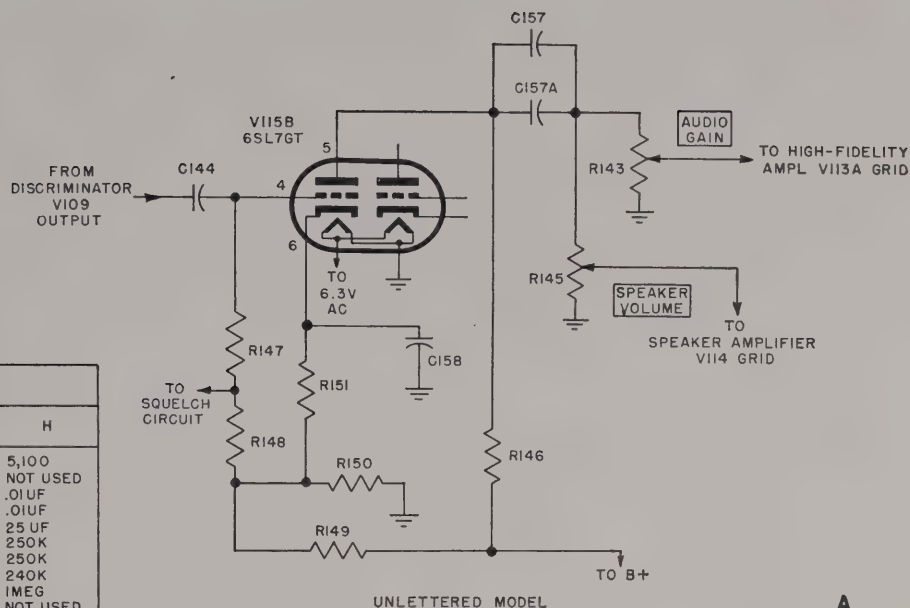 C157
C157A
V115B
6SL7GT
5
C144
4
6
FROM
DISCRIMINATOR
V109
OUTPUT
AUDIO
GAIN
R143
TO HIGH-FIDELITY
AMPL V113A GRID
TO
6.3V
AC
R145
SPEAKER
VOLUME
TO
SPEAKER AMPLIFIER
V114 GRID
C158
R147
R151
TO
SQUELCH
CIRCUIT
R148
R150
R146
R149
TO B+
UNLETTERED MODEL
A
H
5,100
NOT USED
.01UF
.01UF
25 UF
250K
250K
240K
1MEG
NOT USED